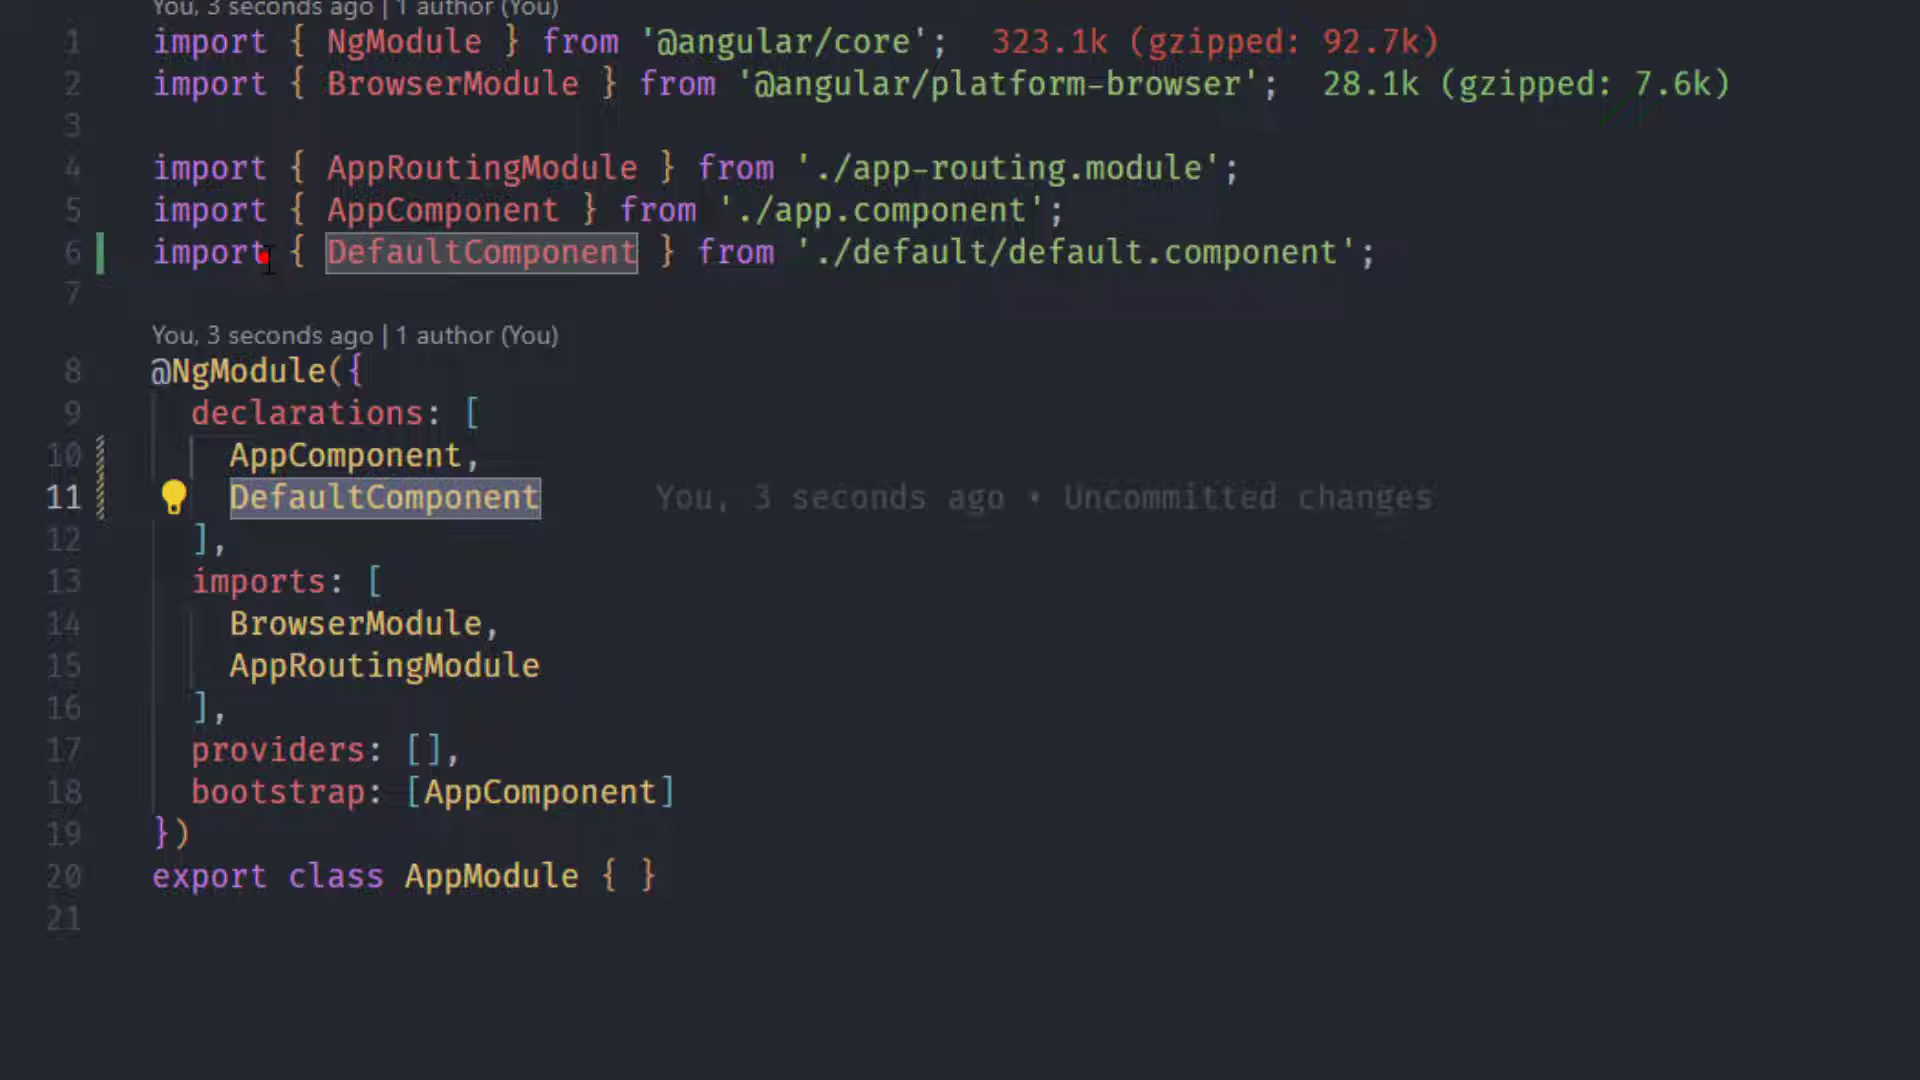 You, 3 seconds ago | 1 author (You)
1 import { NgModule } from '@angular/core'; 323.1k (gzipped: 92.7k)
2 import { BrowserModule } from '@angular/platform-browser'; 28.1k (gzipped: 7.6k)
3
4 import { AppRoutingModule } from './app-routing.module';
5 import { AppComponent } from './app.component';
6 import { DefaultComponent } from './default/default.component';
7
You, 3 seconds ago | 1 author (You)
8 @NgModule({
9 declarations: [
10 AppComponent,
11 DefaultComponent You, 3 seconds ago • Uncommitted changes
12 ],
13 imports: [
14 BrowserModule,
15 AppRoutingModule
16 ],
17 providers: [],
18 bootstrap: [AppComponent]
19 })
20 export class AppModule { }
21